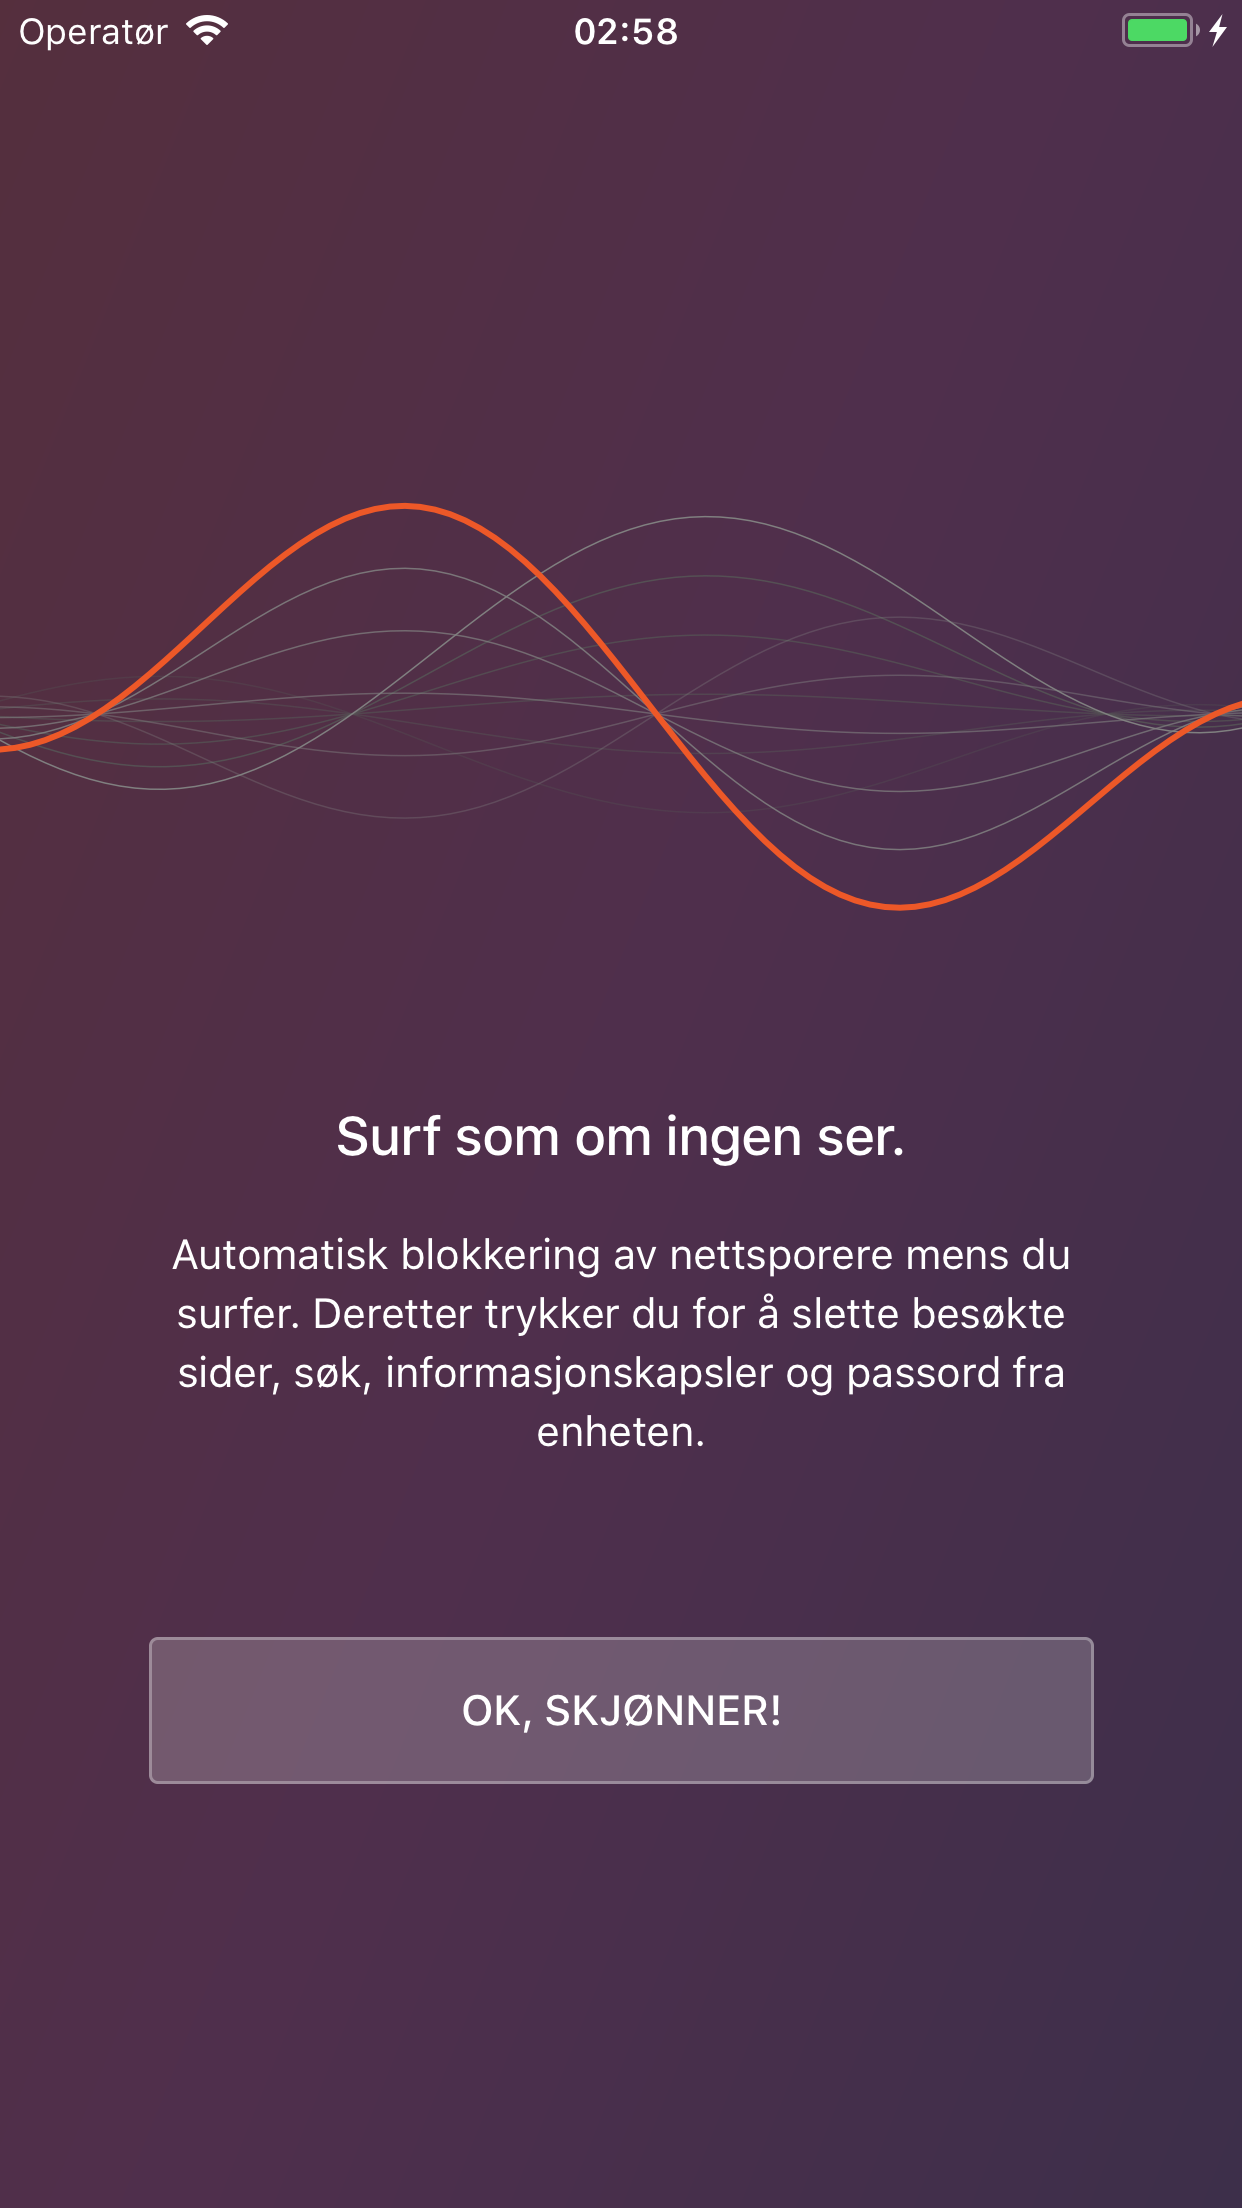 Operatør
02:58
Surf som om ingen ser.
Automatisk blokkering av nettsporere mens du
surfer. Deretter trykker du for å slette besøkte
sider, søk, informasjonskapsler og passord fra
enheten.
OK, SKJØNNER!